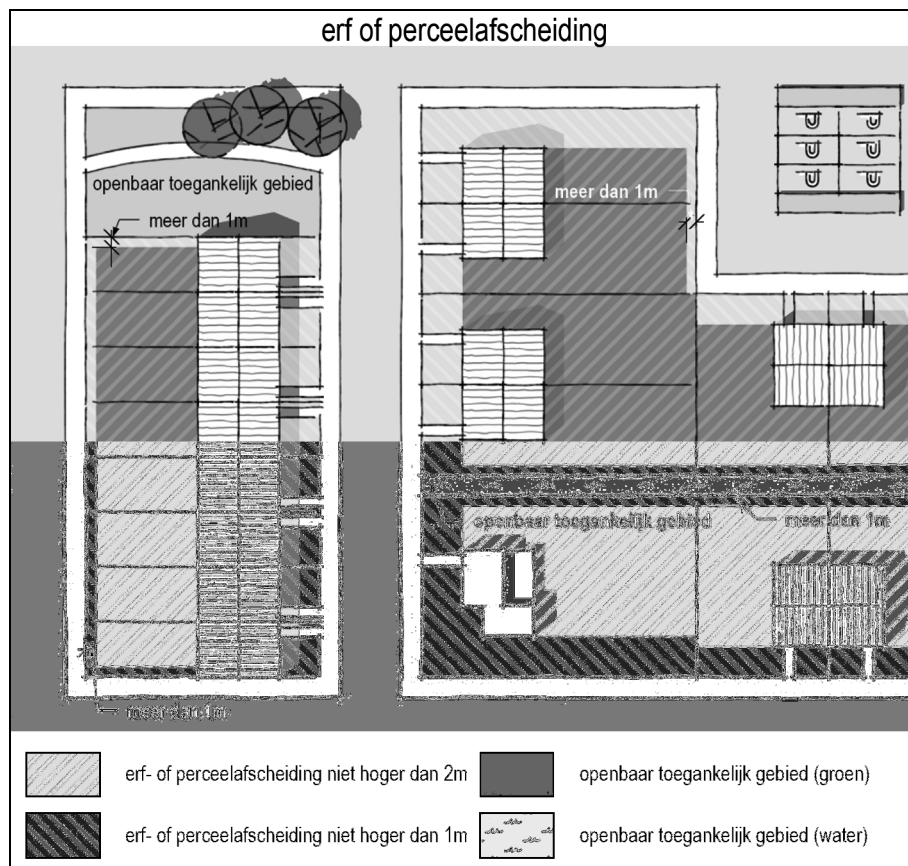 erf of perceelafscheiding
openbaar toegankelijk gebied
meer dan 1m
meer dan 1m
openbaar toegankelijk gebied
meer dan 1m
meer dan 1m
erf- of perceelafscheiding niet hoger dan 2m
openbaar toegankelijk gebied (groen)
erf- of perceelafscheiding niet hoger dan 1m
openbaar toegankelijk gebied (water)